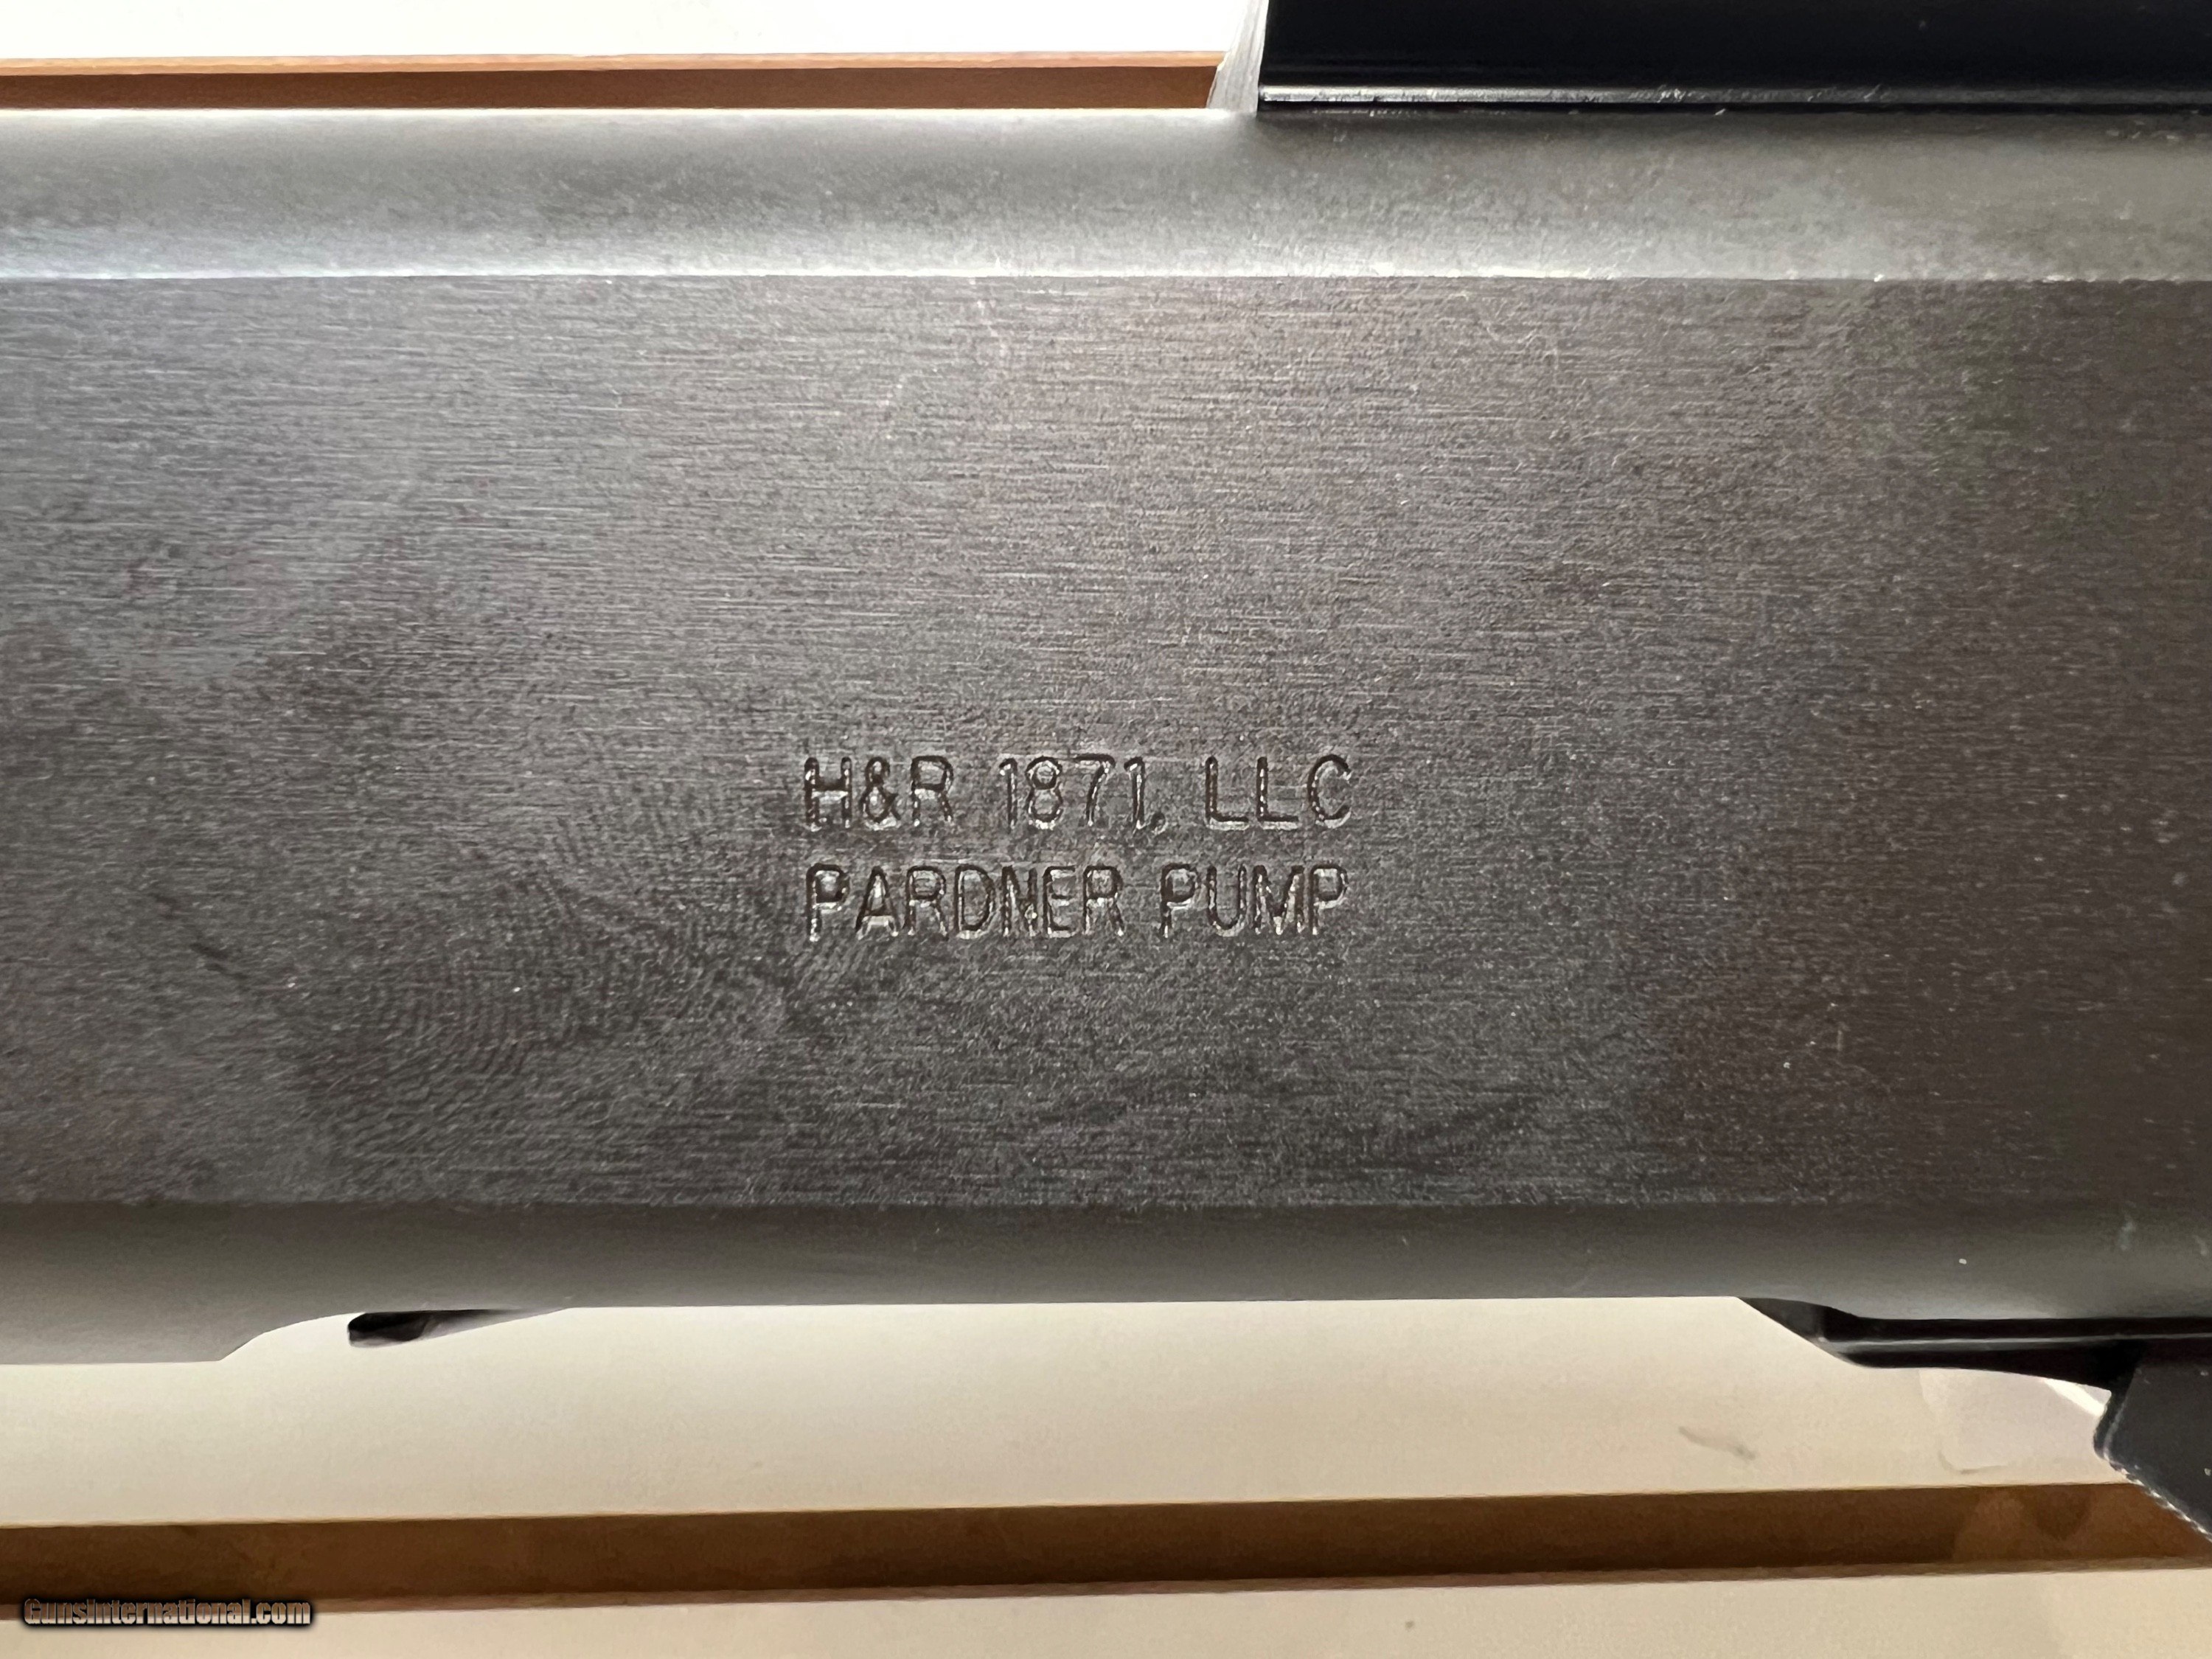 H&R 1871, LLC
PARDNER PUMP
GunsInternational.com